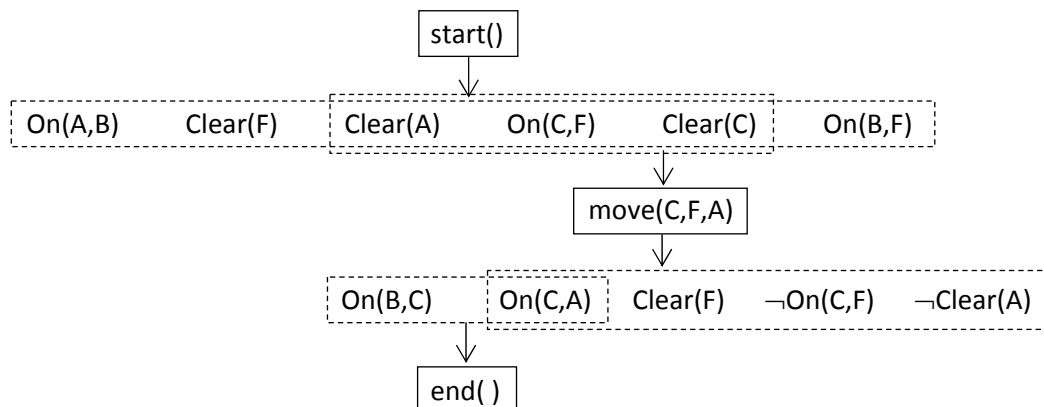 start()
On(A,B) Clear(F) Clear(A) On(C,F) Clear(C) On(B,F)
move(C,F,A)
On(B,C) On(C,A) Clear(F) ¬On(C,F) ¬Clear(A)
end( )